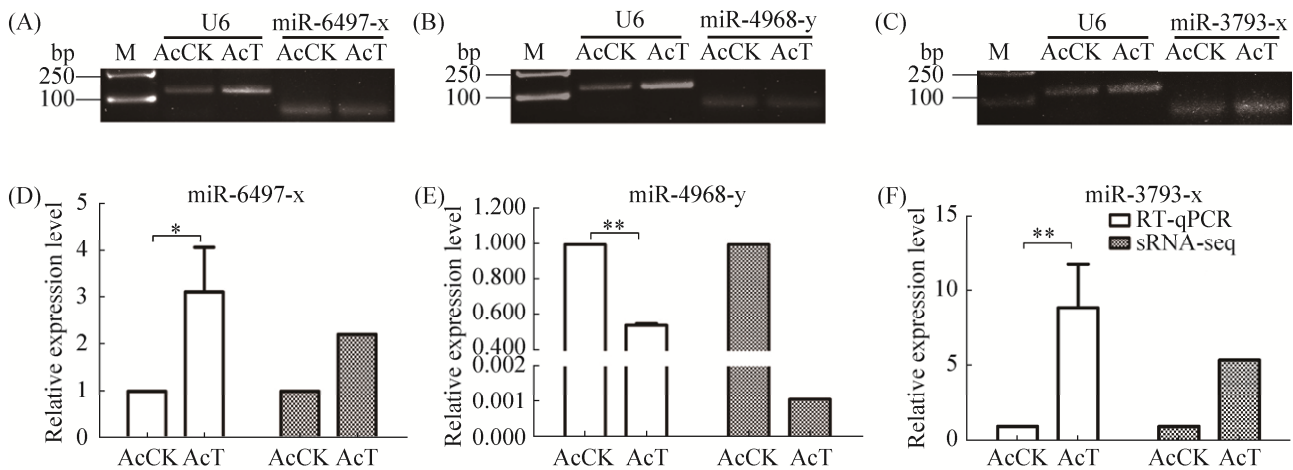 (A) U6 miR-6497-x
bp M AcCK AcT AcCK AcT
250
100
(B) U6 miR-4968-y
bp M AcCK AcT AcCK AcT
250
100
(C) U6 miR-3793-x
bp M AcCK AcT AcCK AcT
250
100
(D) miR-6497-x
Relative expression level
5
4
3
2
1
0
*
AcCK AcT AcCK AcT
(E) miR-4968-y
Relative expression level
1.200
1.000
0.800
0.600
0.400
0.002
0.001
0.000
**
AcCK AcT AcCK AcT
(F) miR-3793-x
Relative expression level
15
10
5
0
**
RT-qPCR
sRNA-seq
AcCK AcT AcCK AcT